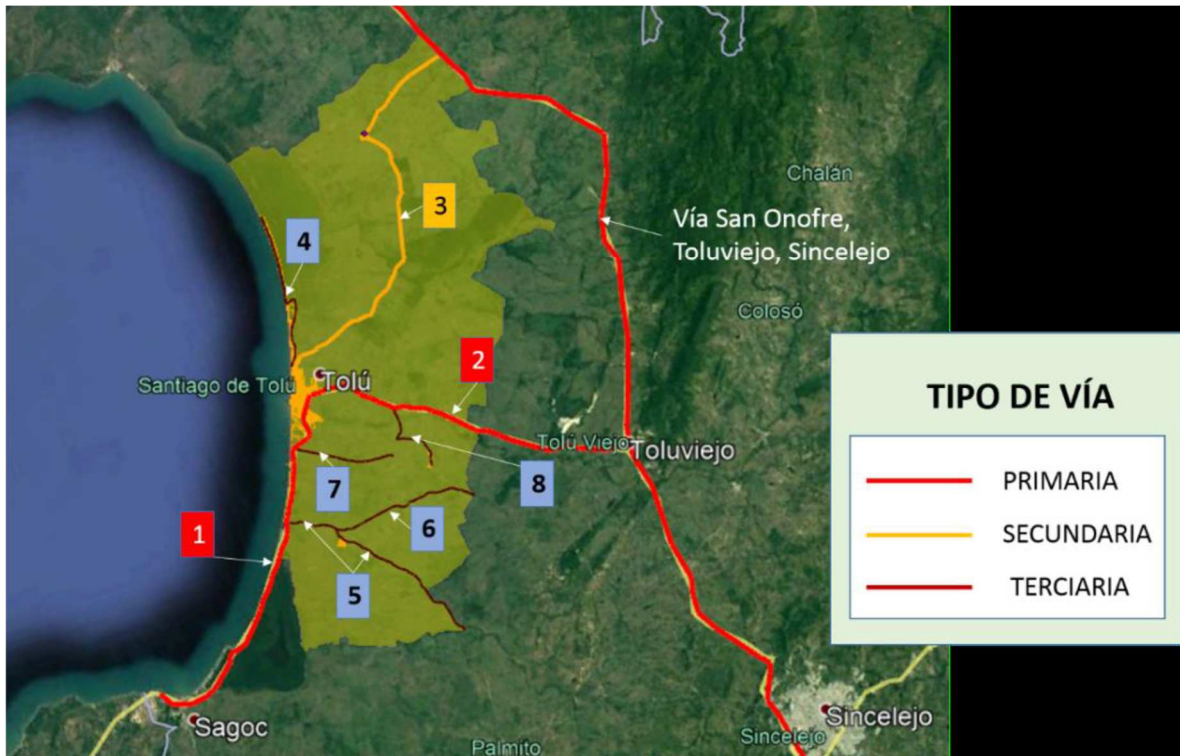 Chalán
3
Vía San Onofre,
Toluviejo, Sincelejo
4
Colosó
2
TIPO DE VÍA
Santiago de Tolú
Tolú
Tolú Viejo
Toluviejo
7
8
PRIMARIA
6
1
SECUNDARIA
5
TERCIARIA
Sagoc
Sincelejo
Sincelejo
Palmito